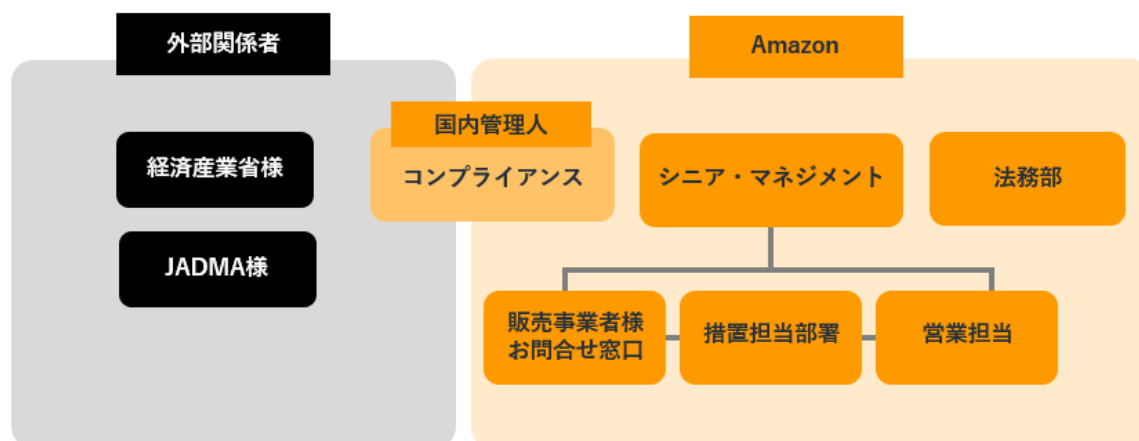 外部関係者
Amazon
国内管理人
コンプライアンス
経済産業省様
シニア・マネジメント
法務部
JADMA様
販売事業者様
お問合せ窓口
措置担当部署
営業担当